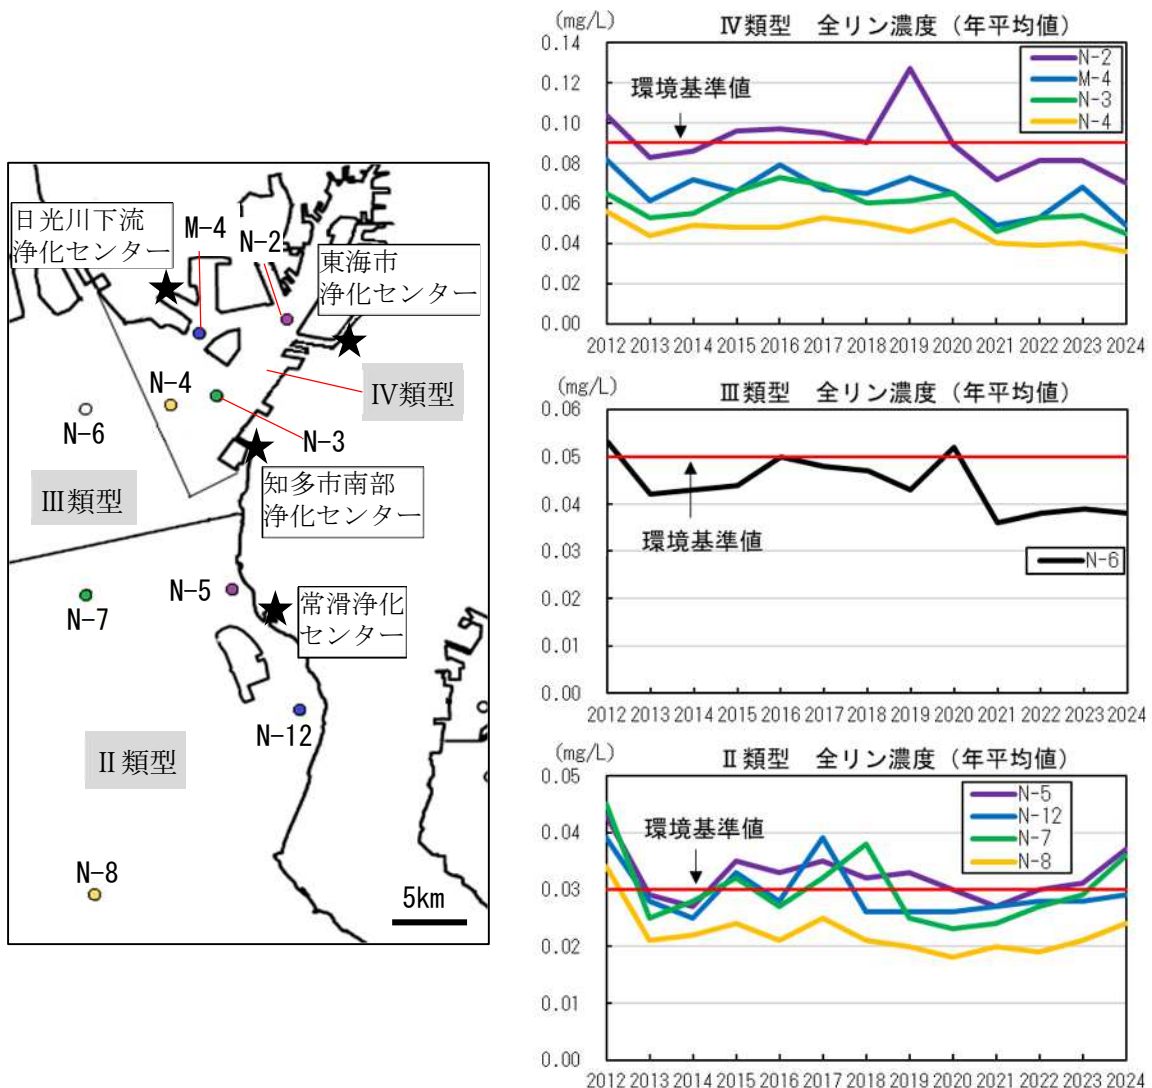 日光川下流
浄化センター
M-4
N-2
東海市
浄化センター
Ⅳ類型
N-4
N-6
N-3
Ⅲ類型
知多市南部
浄化センター
N-5
N-7
常滑浄化
センター
N-12
Ⅱ類型
N-8
5km
(mg/L)
Ⅳ類型 全リン濃度（年平均値）
0.14
0.12
0.10
0.08
0.06
0.04
0.02
0.00
環境基準値
N-2
M-4
N-3
N-4
2012 2013 2014 2015 2016 2017 2018 2019 2020 2021 2022 2023 2024
(mg/L)
Ⅲ類型 全リン濃度（年平均値）
0.06
0.05
0.04
0.03
0.02
0.01
0.00
環境基準値
N-6
2012 2013 2014 2015 2016 2017 2018 2019 2020 2021 2022 2023 2024
(mg/L)
Ⅱ類型 全リン濃度（年平均値）
0.05
0.04
0.03
0.02
0.01
0.00
環境基準値
N-5
N-12
N-7
N-8
2012 2013 2014 2015 2016 2017 2018 2019 2020 2021 2022 2023 2024